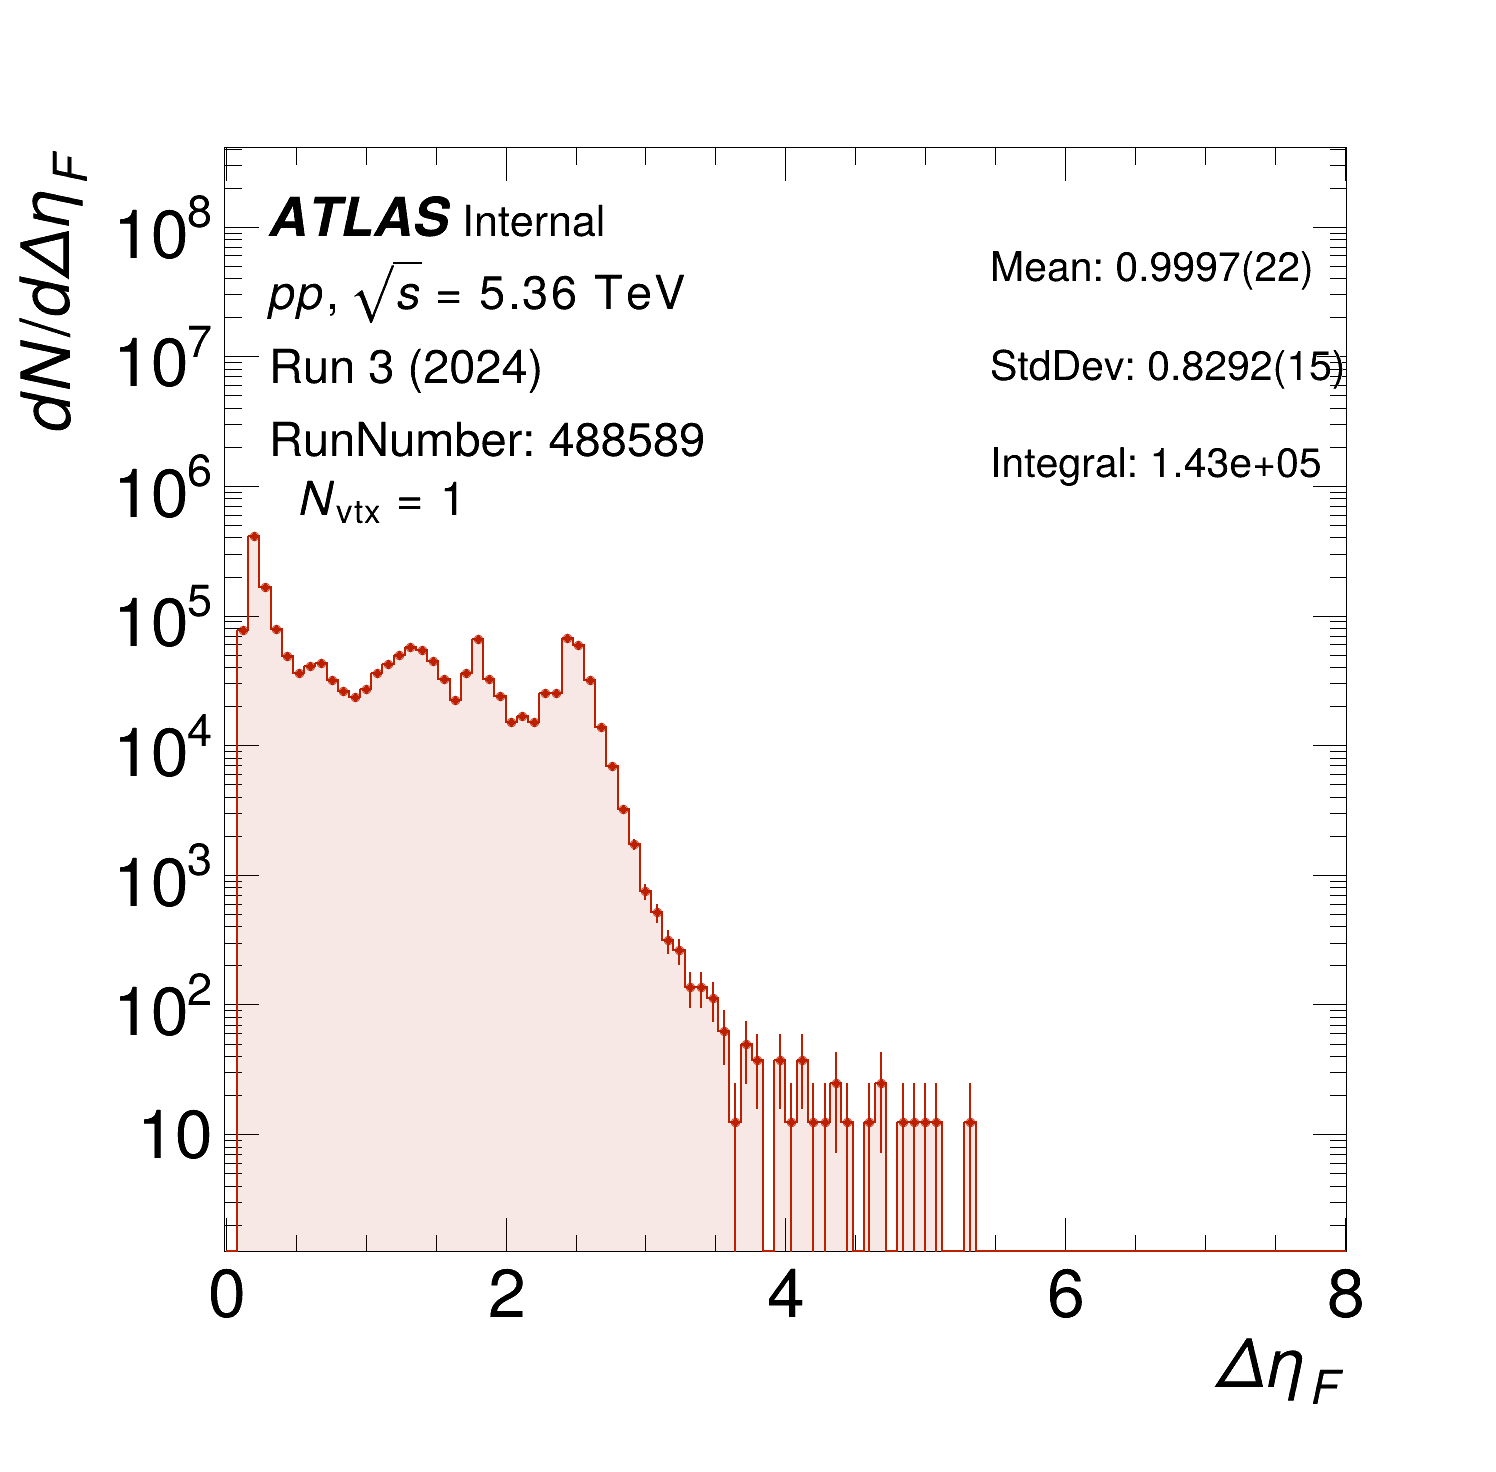 dN/dΔη_F
10^8
10^7
10^6
10^5
10^4
10^3
10^2
10
ATLAS Internal
pp, √s = 5.36 TeV
Run 3 (2024)
RunNumber: 488589
N_vtx = 1
Mean: 0.9997(22)
StdDev: 0.8292(15)
Integral: 1.43e+05
0 2 4 6 8
Δη_F